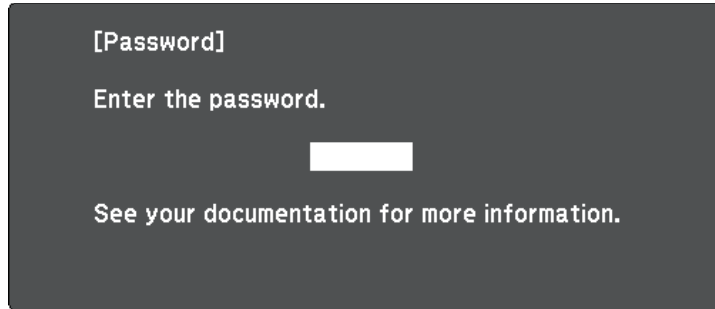 [Password]
Enter the password.
See your documentation for more information.